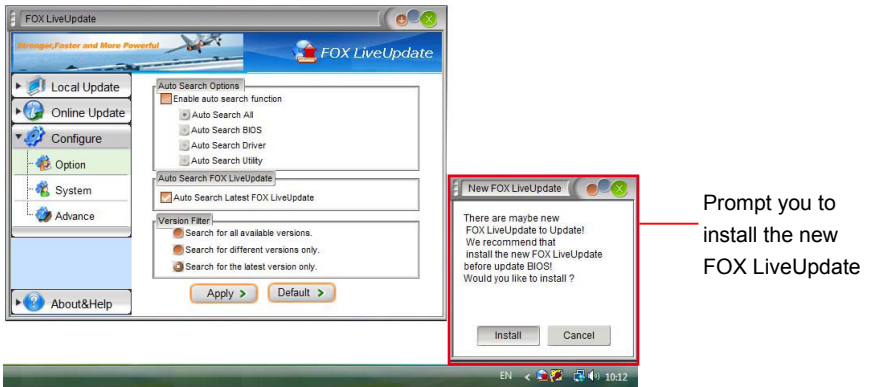 FOX LiveUpdate
Stronger,Faster and More Powerful
FOX LiveUpdate
Local Update
Online Update
Configure
Option
System
Advance
About&Help
Auto Search Options
Enable auto search function
Auto Search All
Auto Search BIOS
Auto Search Driver
Auto Search Utility
Auto Search FOX LiveUpdate
Auto Search Latest FOX LiveUpdate
Version Filter
Search for all available versions.
Search for different versions only.
Search for the latest version only.
Apply >
Default >
New FOX LiveUpdate
There are maybe new
FOX LiveUpdate to Update!
We recommend that
install the new FOX LiveUpdate
before update BIOS!
Would you like to install ?
Install
Cancel
Prompt you to
install the new
FOX LiveUpdate
EN
10:12